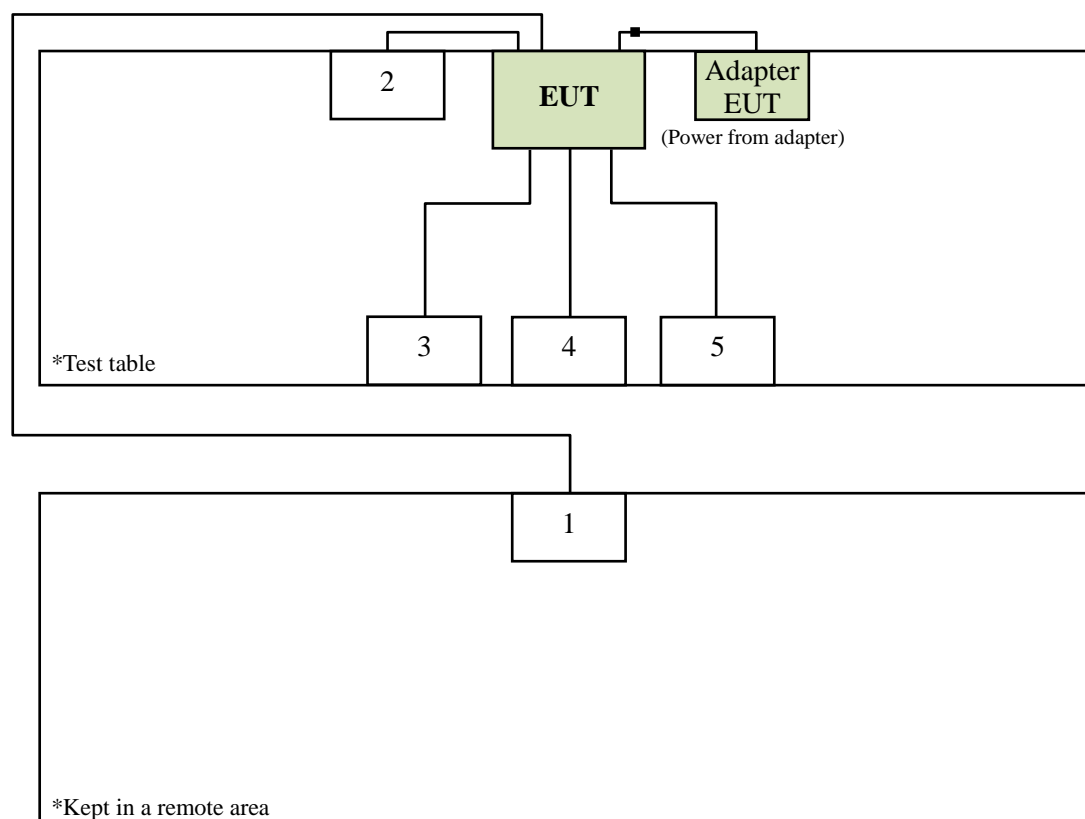 2
EUT
Adapter
EUT
(Power from adapter)
3
4
5
*Test table
1
*Kept in a remote area